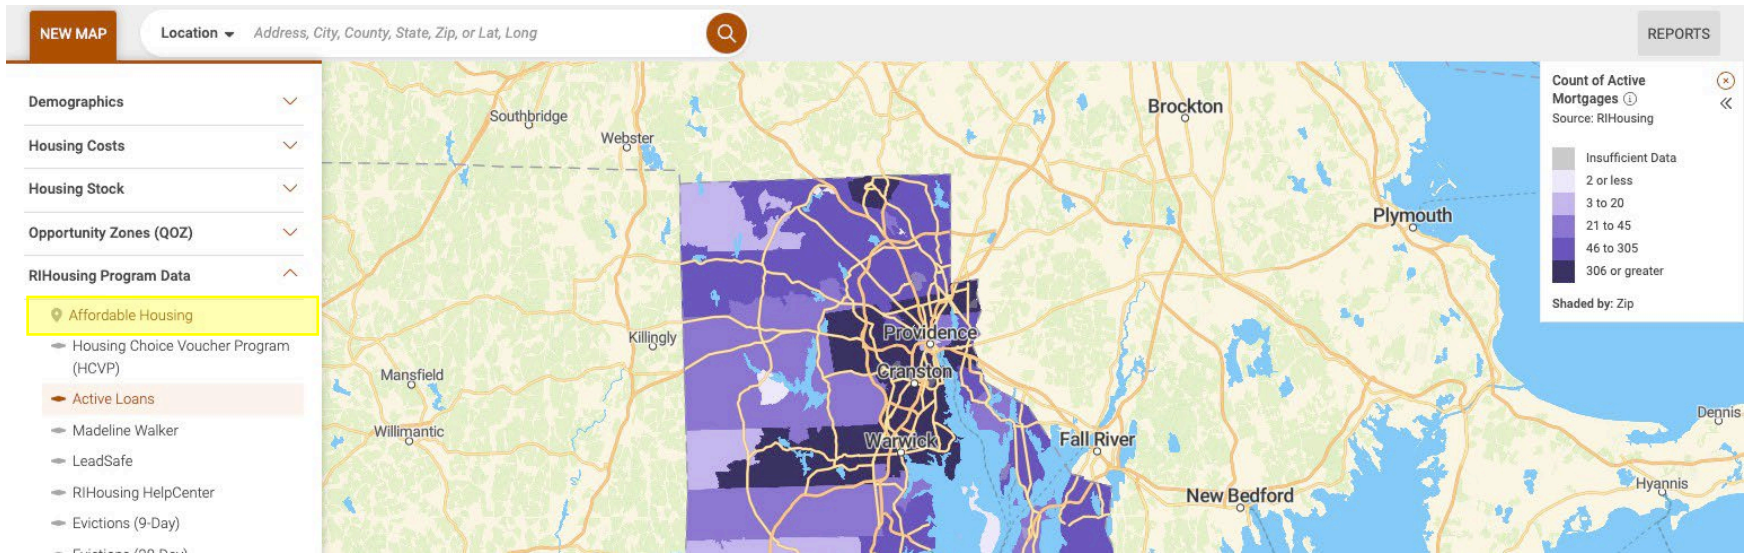 NEW MAP
Location
Address, City, County, State, Zip, or Lat, Long
REPORTS
Demographics
Housing Costs
Housing Stock
Opportunity Zones (QOZ)
RIHousing Program Data
Affordable Housing
Housing Choice Voucher Program
(HCVP)
Active Loans
Madeline Walker
LeadSafe
RIHousing HelpCenter
Evictions (9-Day)
Southbridge
Webster
Brockton
Plymouth
Killingly
Providence
Mansfield
Cranston
Willimantic
Warwick
Fall River
Dennis
New Bedford
Hyannis
Count of Active
Mortgages
Source: RIHousing
Insufficient Data
2 or less
3 to 20
21 to 45
46 to 305
306 or greater
Shaded by: Zip